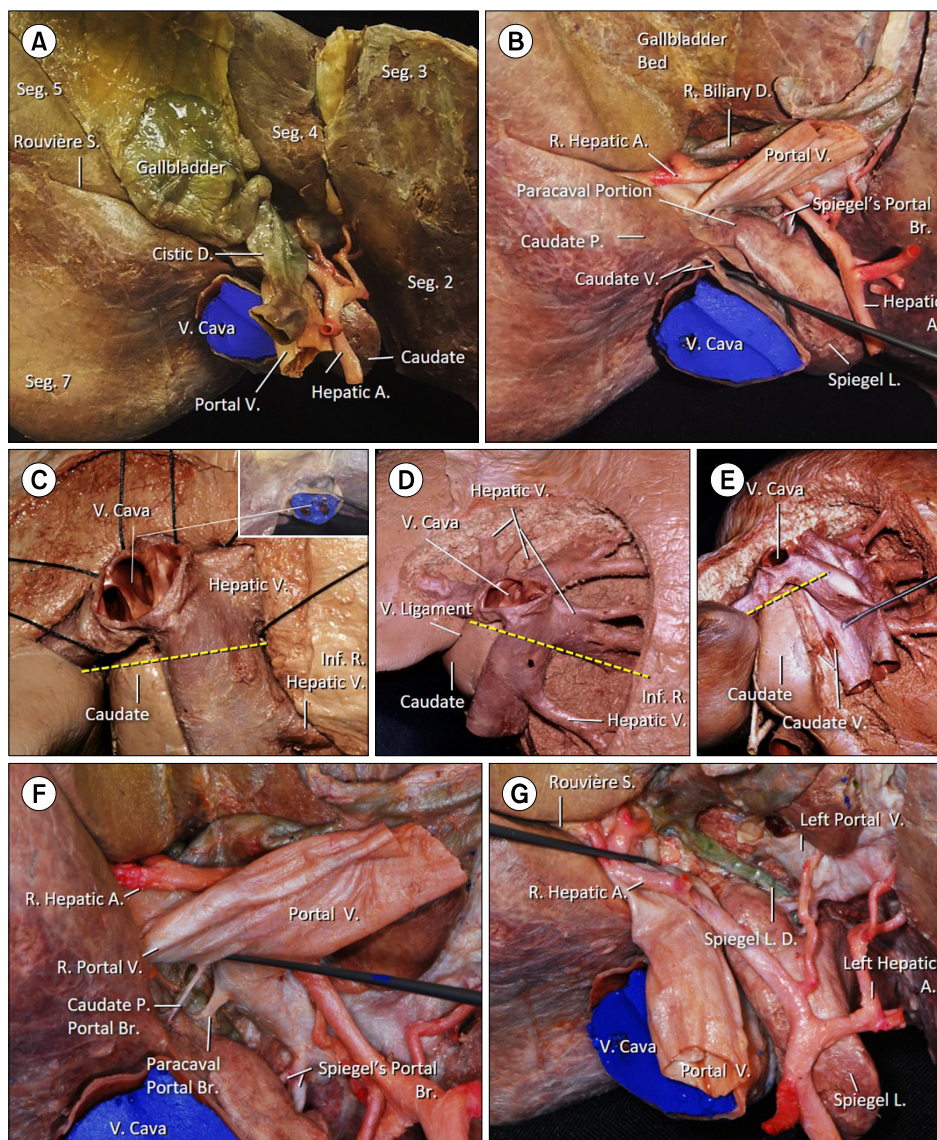 A
Seg. 3
Seg. 5
Seg. 4
Rouvière S.
Gallbladder
Cistic D.
Seg. 2
V. Cava
Caudate
Seg. 7
Hepatic A.
Portal V.
B
Gallbladder
Bed
R. Biliary D.
R. Hepatic A.
Portal V.
Paracaval Portion
Spiegel's Portal
Br.
Caudate P.
Caudate V.
Hepatic
A.
V. Cava
Spiegel L.
C
V. Cava
Hepatic V.
Inf. R.
Hepatic V.
Caudate
D
Hepatic V.
V. Cava
V. Ligament
Caudate
Inf. R.
Hepatic V.
E
V. Cava
Caudate
Caudate V.
F
R. Hepatic A.
Portal V.
R. Portal V.
Caudate P.
Portal Br.
Paracaval
Portal Br.
Spiegel's Portal
Br.
V. Cava
G
Rouvière S.
Left Portal V.
R. Hepatic A.
Spiegel L. D.
Left Hepatic
A.
V. Cava
Portal V.
Spiegel L.